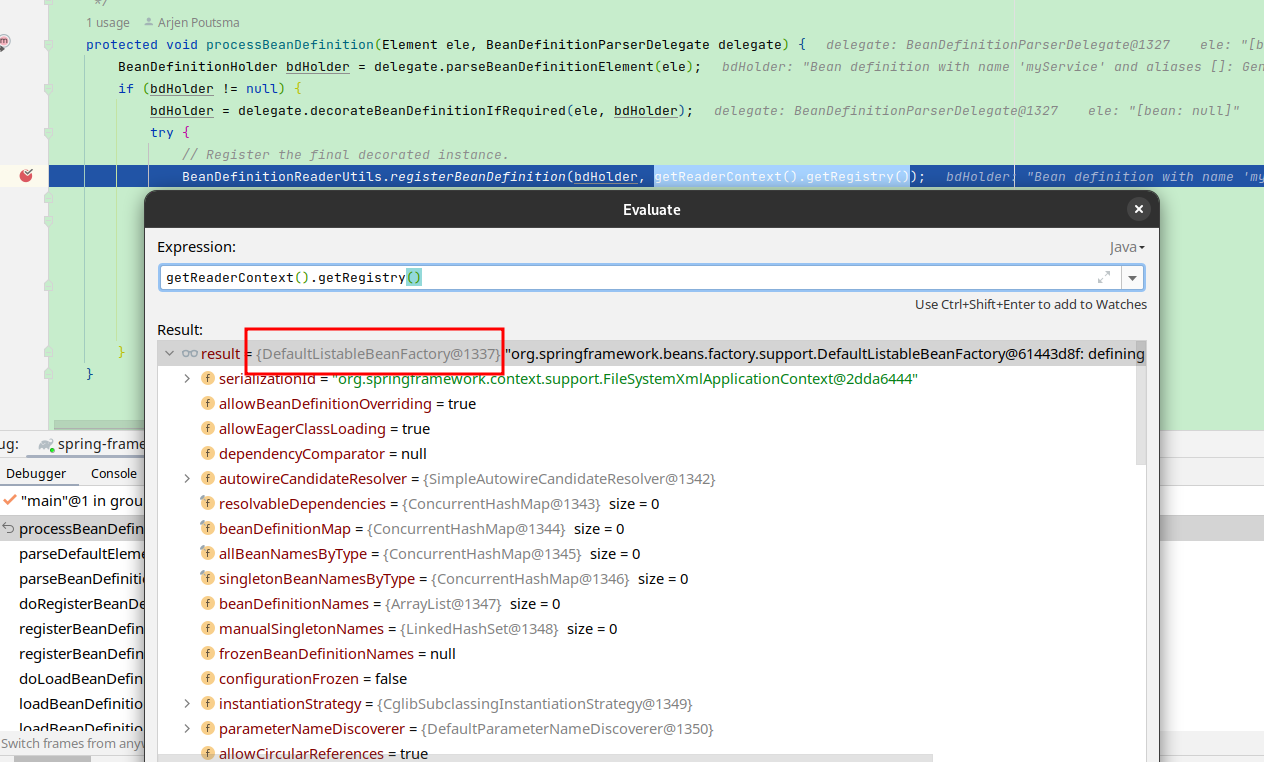 */
1 usage Arjen Poutsma
protected void processBeanDefinition(Element ele, BeanDefinitionParserDelegate delegate) { delegate: BeanDefinitionParserDelegate@1327 ele: "[b
BeanDefinitionHolder bdHolder = delegate.parseBeanDefinitionElement(ele); bdHolder: "Bean definition with name 'myService' and aliases []: Gen
if (bdHolder != null) {
bdHolder = delegate.decorateBeanDefinitionIfRequired(ele, bdHolder); delegate: BeanDefinitionParserDelegate@1327 ele: "[bean: null]"
try {
// Register the final decorated instance.
BeanDefinitionReaderUtils.registerBeanDefinition(bdHolder, getReaderContext().getRegistry()); bdHolder: "Bean definition with name 'my
Evaluate
Expression:
Java
getReaderContext().getRegistry()
Use Ctrl+Shift+Enter to add to Watches
Result:
result = {DefaultListableBeanFactory@1337} "org.springframework.beans.factory.support.DefaultListableBeanFactory@61443d8f: defining
serializationId = "org.springframework.context.support.FileSystemXmlApplicationContext@2dda6444"
allowBeanDefinitionOverriding = true
allowEagerClassLoading = true
dependencyComparator = null
autowireCandidateResolver = {SimpleAutowireCandidateResolver@1342}
resolvableDependencies = {ConcurrentHashMap@1343} size = 0
beanDefinitionMap = {ConcurrentHashMap@1344} size = 0
allBeanNamesByType = {ConcurrentHashMap@1345} size = 0
singletonBeanNamesByType = {ConcurrentHashMap@1346} size = 0
beanDefinitionNames = {ArrayList@1347} size = 0
manualSingletonNames = {LinkedHashSet@1348} size = 0
frozenBeanDefinitionNames = null
configurationFrozen = false
instantiationStrategy = {CglibSubclassingInstantiationStrategy@1349}
parameterNameDiscoverer = {DefaultParameterNameDiscoverer@1350}
allowCircularReferences = true
}
}
ug: spring-frame
Debugger Console
"main"@1 in grou
processBeanDefin
parseDefaultEleme
parseBeanDefiniti
doRegisterBeanDe
registerBeanDefin
registerBeanDefin
doLoadBeanDefin
loadBeanDefinitio
loadBeanDefinitio
Switch frames from anyw